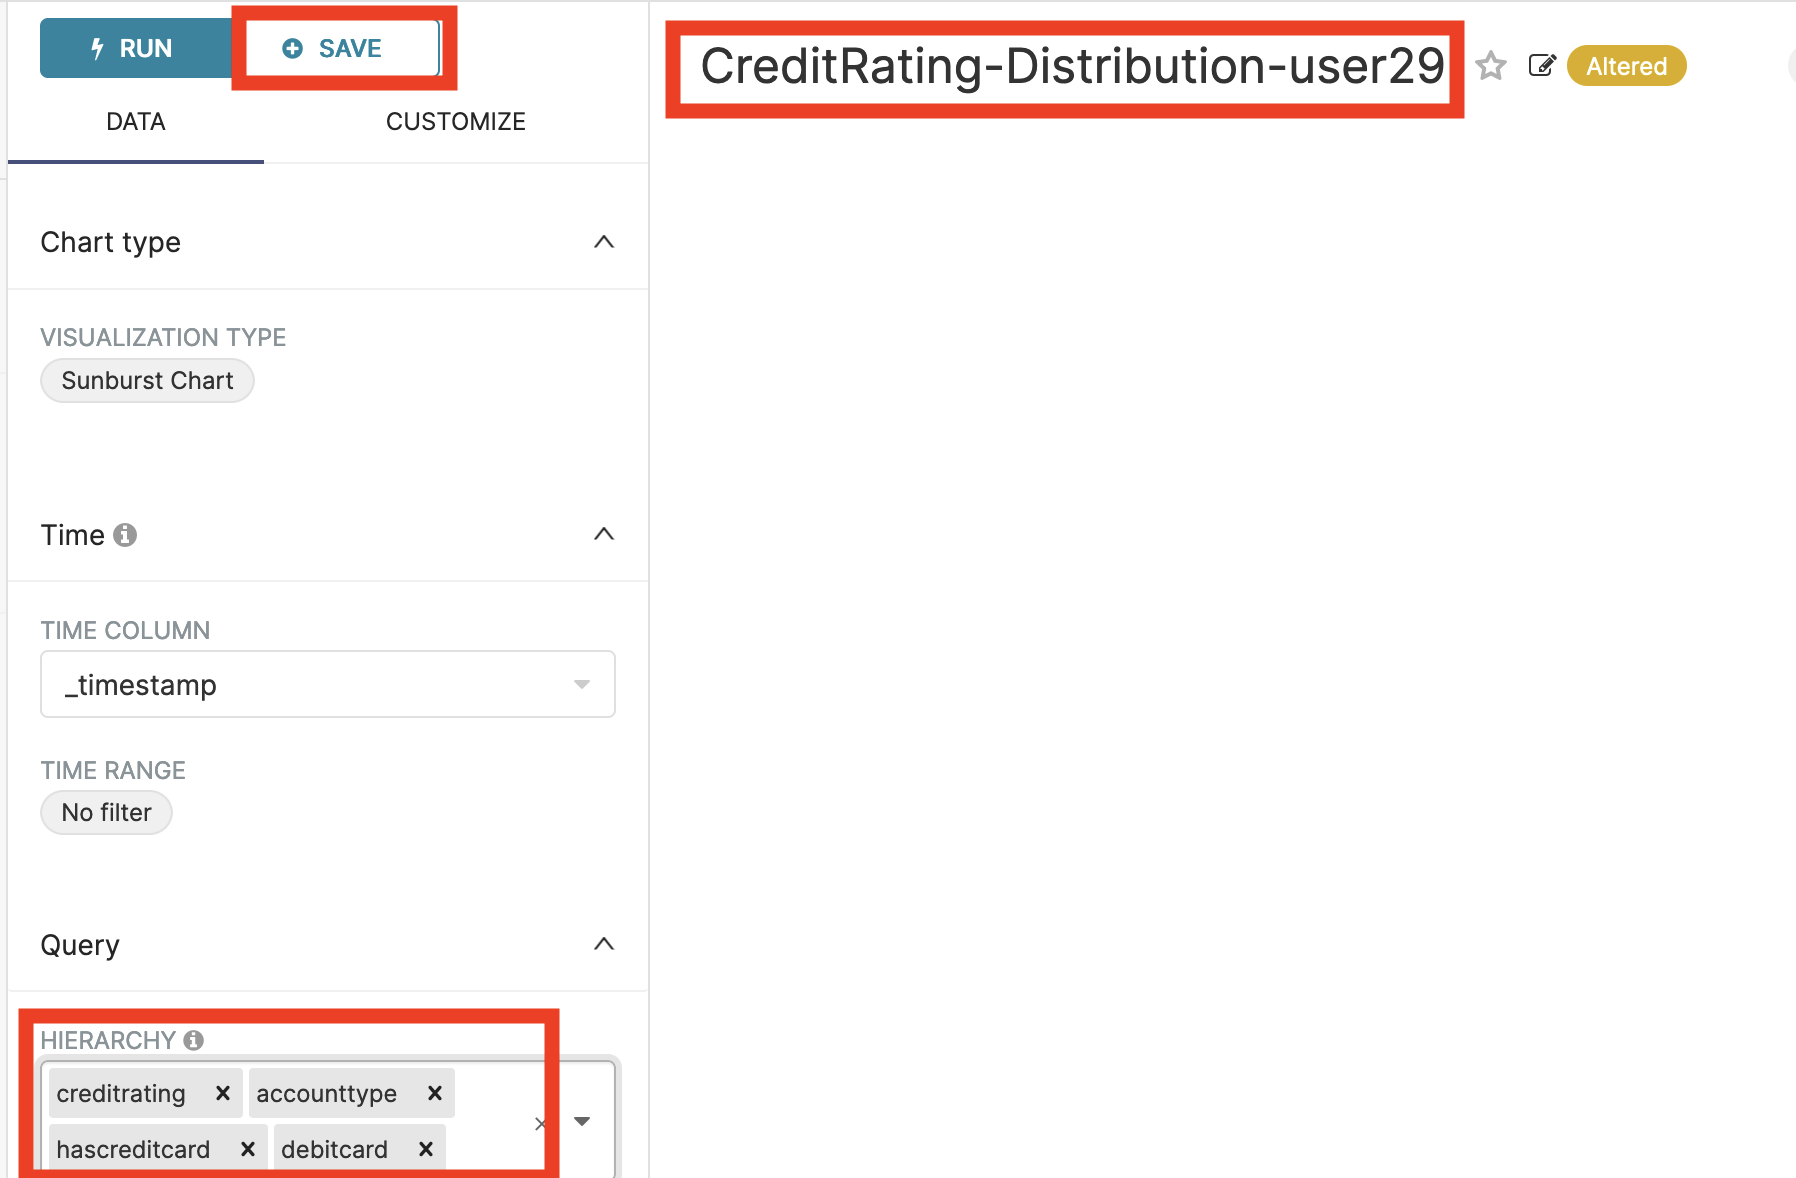 RUN SAVE
CreditRating-Distribution-user29 Altered
DATA CUSTOMIZE
Chart type
VISUALIZATION TYPE
Sunburst Chart
Time
TIME COLUMN
_timestamp
TIME RANGE
No filter
Query
HIERARCHY
creditrating × accounttype ×
hascreditcard × debitcard ×